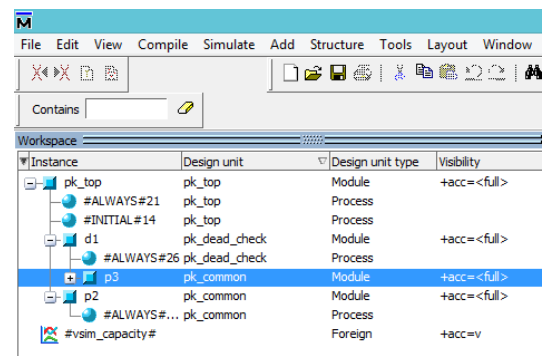 M
File Edit View Compile Simulate Add Structure Tools Layout Window
Contains
Workspace
Instance Design unit Design unit type Visibility
pk_top pk_top Module +acc=<full>
#ALWAYS#21 pk_top Process
#INITIAL#14 pk_top Process
d1 pk_dead_check Module +acc=<full>
#ALWAYS#26 pk_dead_check Process
p3 pk_common Module +acc=<full>
p2 pk_common Module +acc=<full>
#ALWAYS#... pk_common Process
#vsim_capacity# Foreign +acc=v